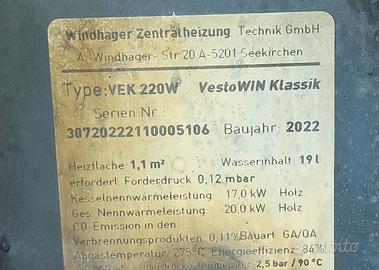 Windhager Zentralheizung Technik GmbH
A. Windhager- Str 20 A-5201 Seekirchen
Type: VEK 220W VestoWIN Klassik
Serien Nr.:
30720222110005106 Baujahr: 2022
Heizfläche 1,1 m² Wasserinhalt 19 l
erforderl. Förderdruck 0,12 mbar
Kesselnennwärmeleistung: 17,0 kW Holz
Ges. Nennwärmeleistung: 20,0 kW Holz
CO-Emission in den
Verbrennungsprodukten 0,11% Bauart GA/OA
Abgastemperatur: 275°C Energieeffizienz 84%
2,5 bar / 90 °C